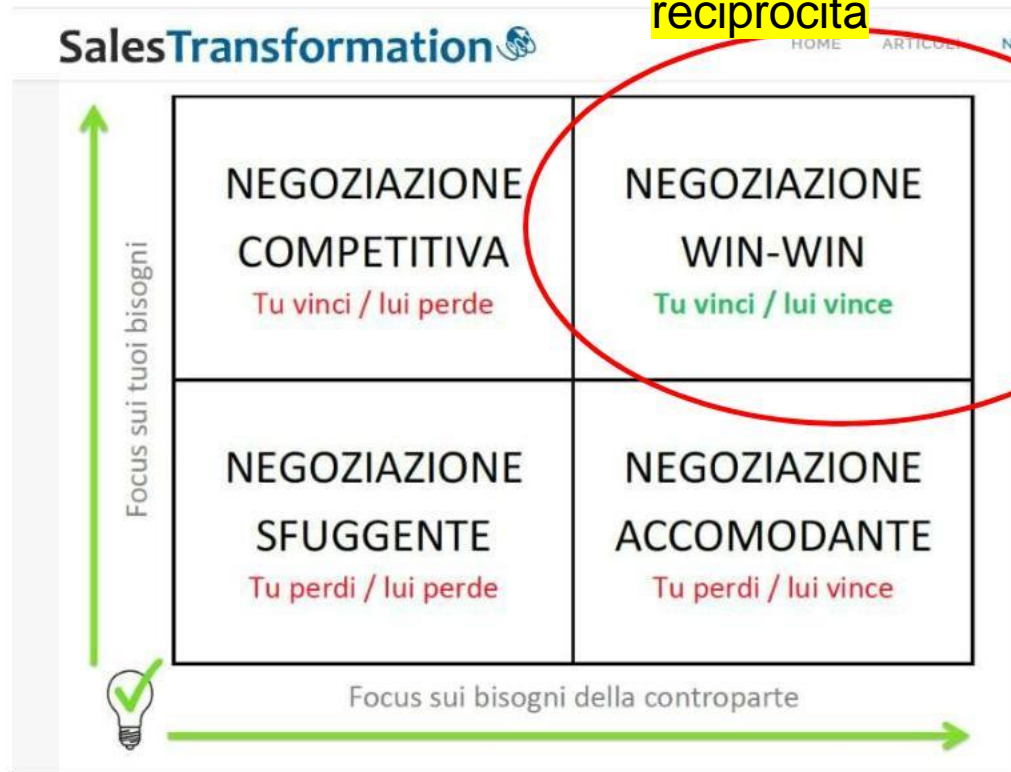 reciprocità
SalesTransformation
HOME ARTICOLI N
NEGOZIAZIONE
COMPETITIVA
Tu vinci / lui perde
NEGOZIAZIONE
WIN-WIN
Tu vinci / lui vince
Focus sui tuoi bisogni
NEGOZIAZIONE
SFUGGENTE
Tu perdi / lui perde
NEGOZIAZIONE
ACCOMODANTE
Tu perdi / lui vince
Focus sui bisogni della controparte